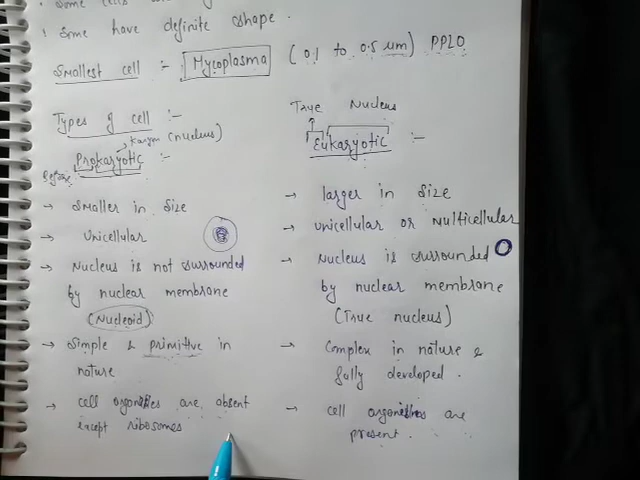 Some have definite shape.
Smallest cell :- Mycoplasma (0.1 to 0.5 µm) PPLO
Types of cell :-
Karyon (nucleus)
Prokaryotic :-
Before
→ Smaller in size
→ Unicellular
→ Nucleus is not surrounded
by nuclear membrane
(Nucleoid)
→ Simple & primitive in
nature
→ cell organelles are absent
except ribosomes
True Nucleus
Eukaryotic :-
→ larger in size
→ Unicellular or Multicellular
→ Nucleus is surrounded
by nuclear membrane
(True nucleus)
→ Complex in nature &
fully developed.
→ cell organelles are
present.